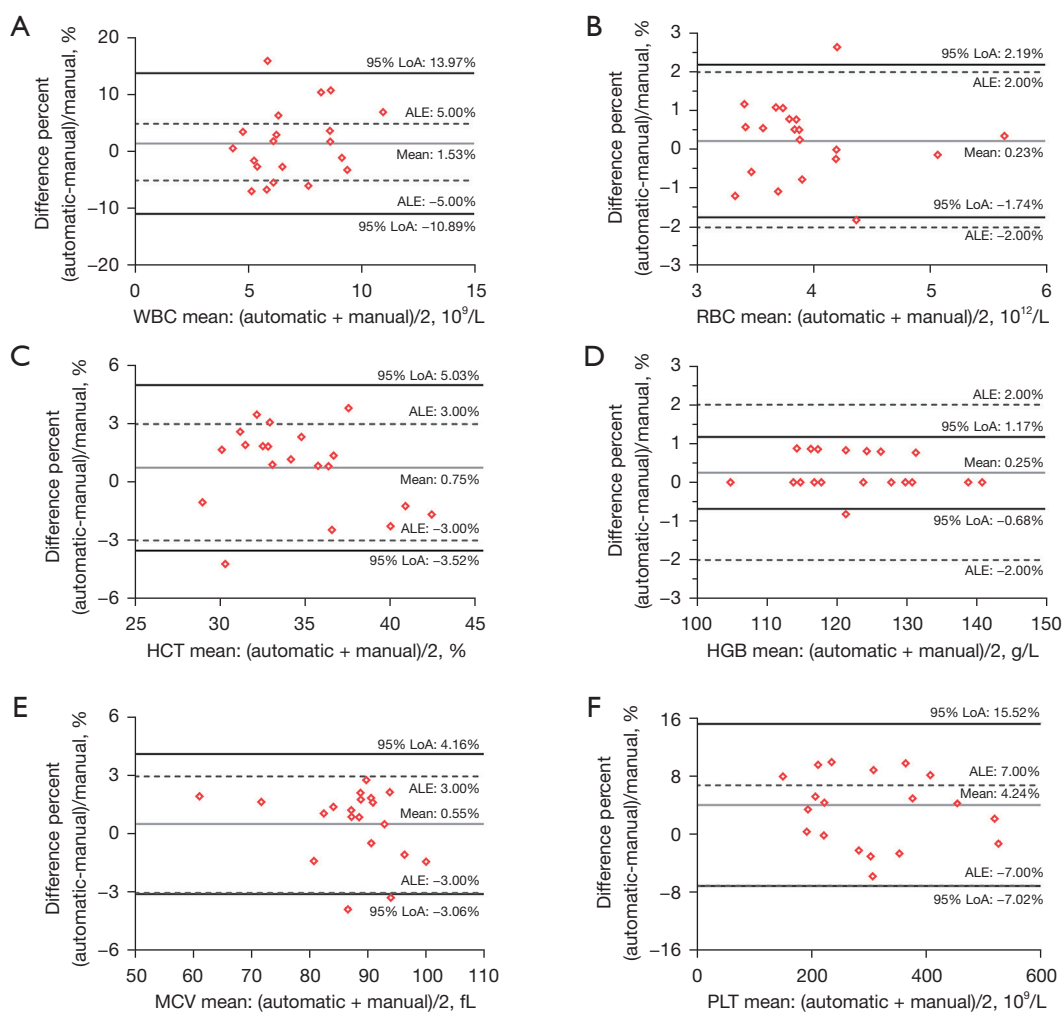 A
Difference percent
(automatic-manual)/manual, %
20
10
0
−10
−20
95% LoA: 13.97%
ALE: 5.00%
Mean: 1.53%
ALE: −5.00%
95% LoA: −10.89%
0
5
10
15
WBC mean: (automatic + manual)/2, 10⁹/L
B
Difference percent
(automatic-manual)/manual, %
3
2
1
0
−1
−2
−3
95% LoA: 2.19%
ALE: 2.00%
Mean: 0.23%
95% LoA: −1.74%
ALE: −2.00%
3
4
5
6
RBC mean: (automatic + manual)/2, 10¹²/L
C
Difference percent
(automatic-manual)/manual, %
6
3
0
−3
−6
95% LoA: 5.03%
ALE: 3.00%
Mean: 0.75%
ALE: −3.00%
95% LoA: −3.52%
25
30
35
40
45
HCT mean: (automatic + manual)/2, %
D
Difference percent
(automatic-manual)/manual, %
3
2
1
0
−1
−2
−3
ALE: 2.00%
95% LoA: 1.17%
Mean: 0.25%
95% LoA: −0.68%
ALE: −2.00%
100
110
120
130
140
150
HGB mean: (automatic + manual)/2, g/L
E
Difference percent
(automatic-manual)/manual, %
6
3
0
−3
−6
95% LoA: 4.16%
ALE: 3.00%
Mean: 0.55%
ALE: −3.00%
95% LoA: −3.06%
50
60
70
80
90
100
110
MCV mean: (automatic + manual)/2, fL
F
Difference percent
(automatic-manual)/manual, %
16
8
0
−8
−16
95% LoA: 15.52%
ALE: 7.00%
Mean: 4.24%
ALE: −7.00%
95% LoA: −7.02%
0
200
400
600
PLT mean: (automatic + manual)/2, 10⁹/L